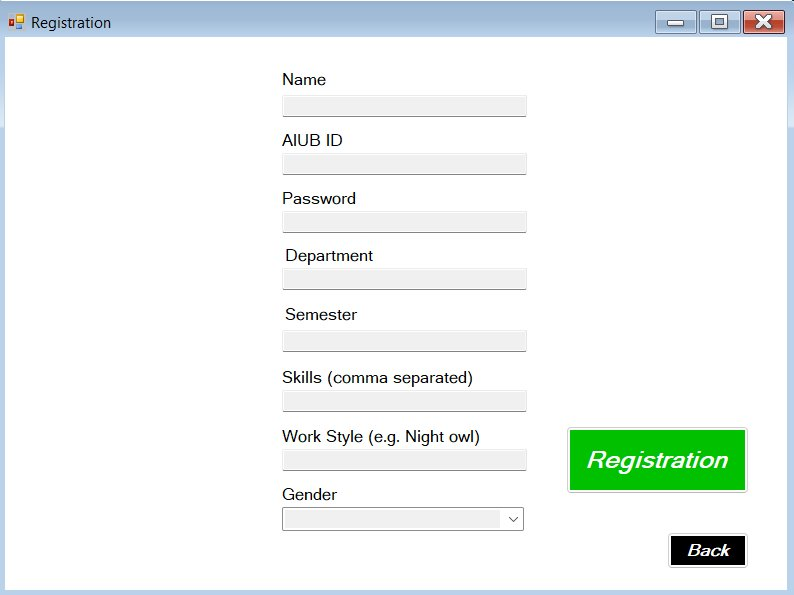 Registration
Name
AIUB ID
Password
Department
Semester
Skills (comma separated)
Work Style (e.g. Night owl)
Gender
Registration
Back